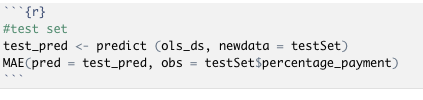 ```{r}
#test set
test_pred <- predict (ols_ds, newdata = testSet)
MAE(pred = test_pred, obs = testSet$percentage_payment)
```